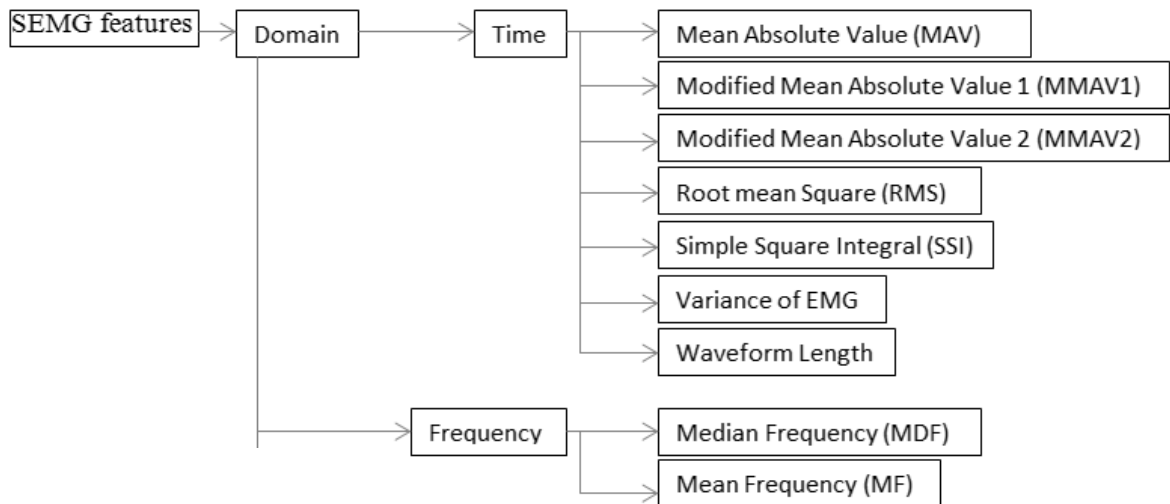 SEMG features
Domain
Time
Mean Absolute Value (MAV)
Modified Mean Absolute Value 1 (MMAV1)
Modified Mean Absolute Value 2 (MMAV2)
Root mean Square (RMS)
Simple Square Integral (SSI)
Variance of EMG
Waveform Length
Frequency
Median Frequency (MDF)
Mean Frequency (MF)